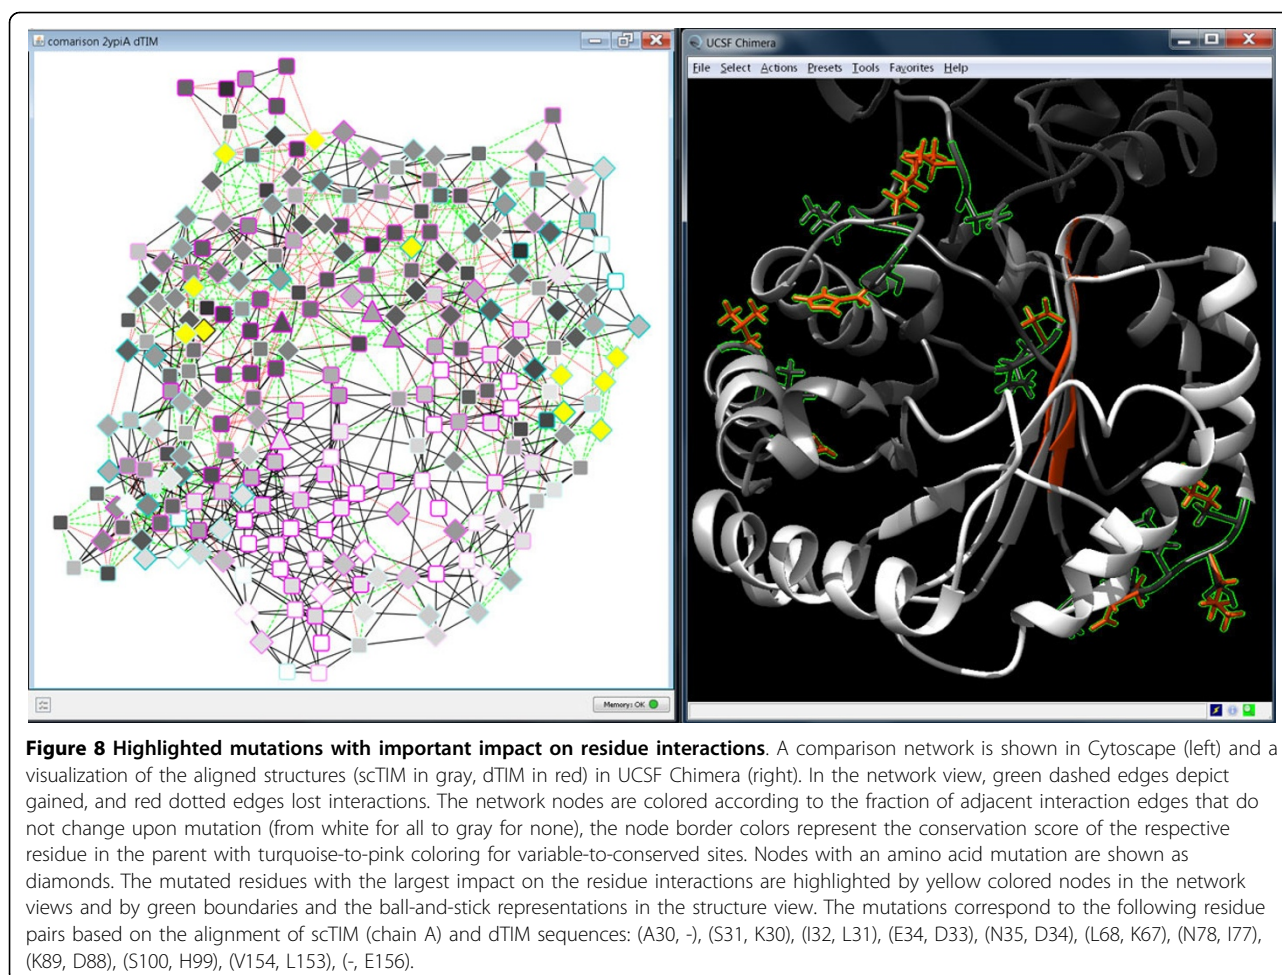 comarison 2ypiA dTIM
Memory: OK
UCSF Chimera
File Select Actions Presets Tools Favorites Help
Figure 8 Highlighted mutations with important impact on residue interactions. A comparison network is shown in Cytoscape (left) and a
visualization of the aligned structures (scTIM in gray, dTIM in red) in UCSF Chimera (right). In the network view, green dashed edges depict
gained, and red dotted edges lost interactions. The network nodes are colored according to the fraction of adjacent interaction edges that do
not change upon mutation (from white for all to gray for none), the node border colors represent the conservation score of the respective
residue in the parent with turquoise-to-pink coloring for variable-to-conserved sites. Nodes with an amino acid mutation are shown as
diamonds. The mutated residues with the largest impact on the residue interactions are highlighted by yellow colored nodes in the network
views and by green boundaries and the ball-and-stick representations in the structure view. The mutations correspond to the following residue
pairs based on the alignment of scTIM (chain A) and dTIM sequences: (A30, -), (S31, K30), (I32, L31), (E34, D33), (N35, D34), (L68, K67), (N78, I77),
(K89, D88), (S100, H99), (V154, L153), (-, E156).